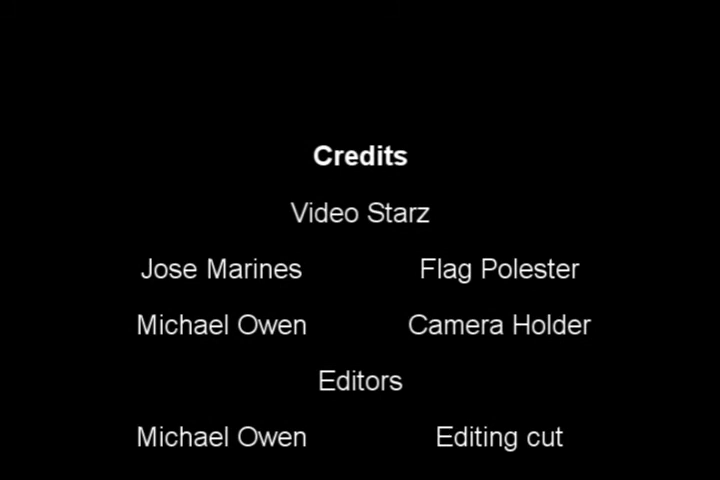 Credits
Video Starz
Jose Marines Flag Polester
Michael Owen Camera Holder
Editors
Michael Owen Editing cut